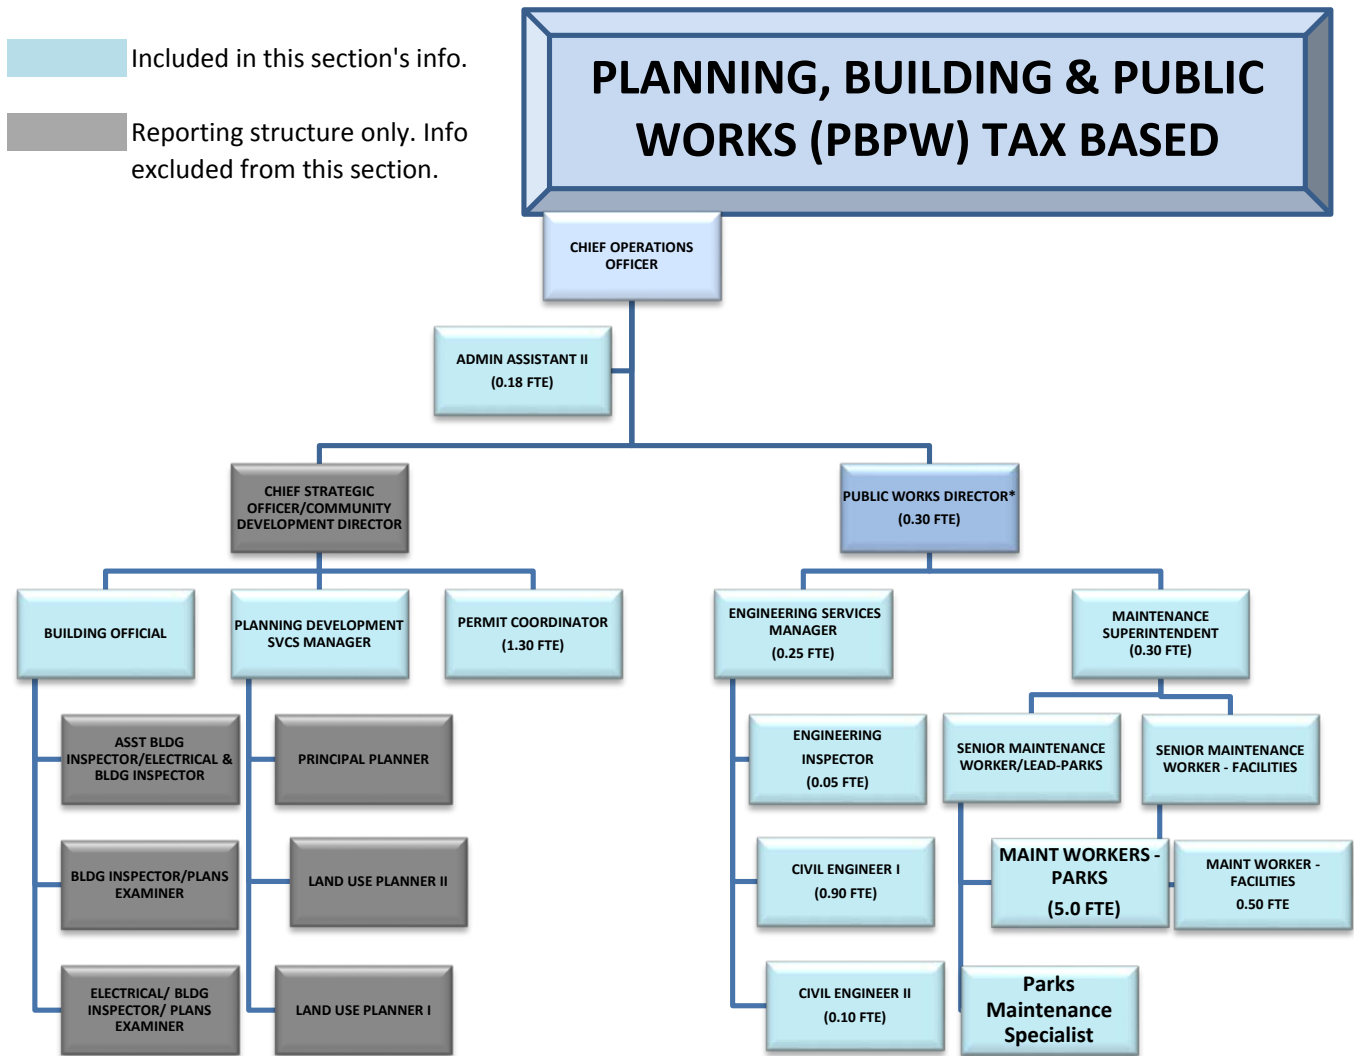 Included in this section's info.
Reporting structure only. Info
excluded from this section.
PLANNING, BUILDING & PUBLIC
WORKS (PBPW) TAX BASED
CHIEF OPERATIONS
OFFICER
ADMIN ASSISTANT II
(0.18 FTE)
CHIEF STRATEGIC
OFFICER/COMMUNITY
DEVELOPMENT DIRECTOR
PUBLIC WORKS DIRECTOR*
(0.30 FTE)
BUILDING OFFICIAL
PLANNING DEVELOPMENT
SVCS MANAGER
PERMIT COORDINATOR
(1.30 FTE)
ENGINEERING SERVICES
MANAGER
(0.25 FTE)
MAINTENANCE
SUPERINTENDENT
(0.30 FTE)
ASST BLDG
INSPECTOR/ELECTRICAL &
BLDG INSPECTOR
PRINCIPAL PLANNER
ENGINEERING
INSPECTOR
(0.05 FTE)
SENIOR MAINTENANCE
WORKER/LEAD-PARKS
SENIOR MAINTENANCE
WORKER - FACILITIES
BLDG INSPECTOR/PLANS
EXAMINER
LAND USE PLANNER II
CIVIL ENGINEER I
(0.90 FTE)
MAINT WORKERS -
PARKS
(5.0 FTE)
MAINT WORKER -
FACILITIES
0.50 FTE
ELECTRICAL/ BLDG
INSPECTOR/ PLANS
EXAMINER
LAND USE PLANNER I
CIVIL ENGINEER II
(0.10 FTE)
Parks
Maintenance
Specialist